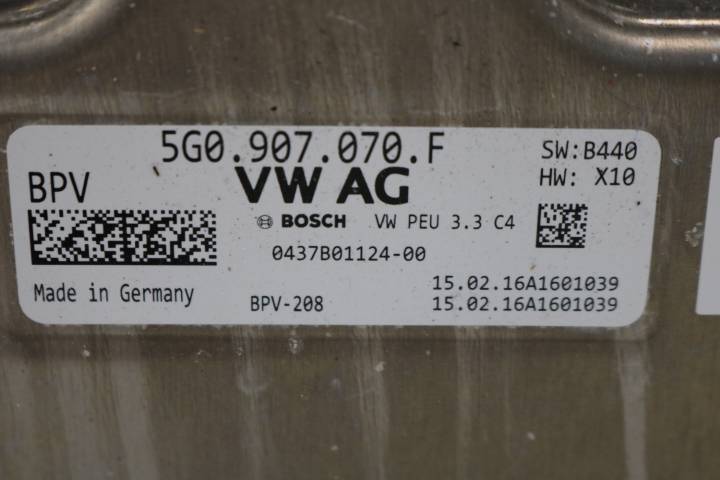 5G0.907.070.F
SW:B440
BPV
VW AG
HW: X10
BOSCH VW PEU 3.3 C4
0437B01124-00
Made in Germany
15.02.16A1601039
BPV-208
15.02.16A1601039